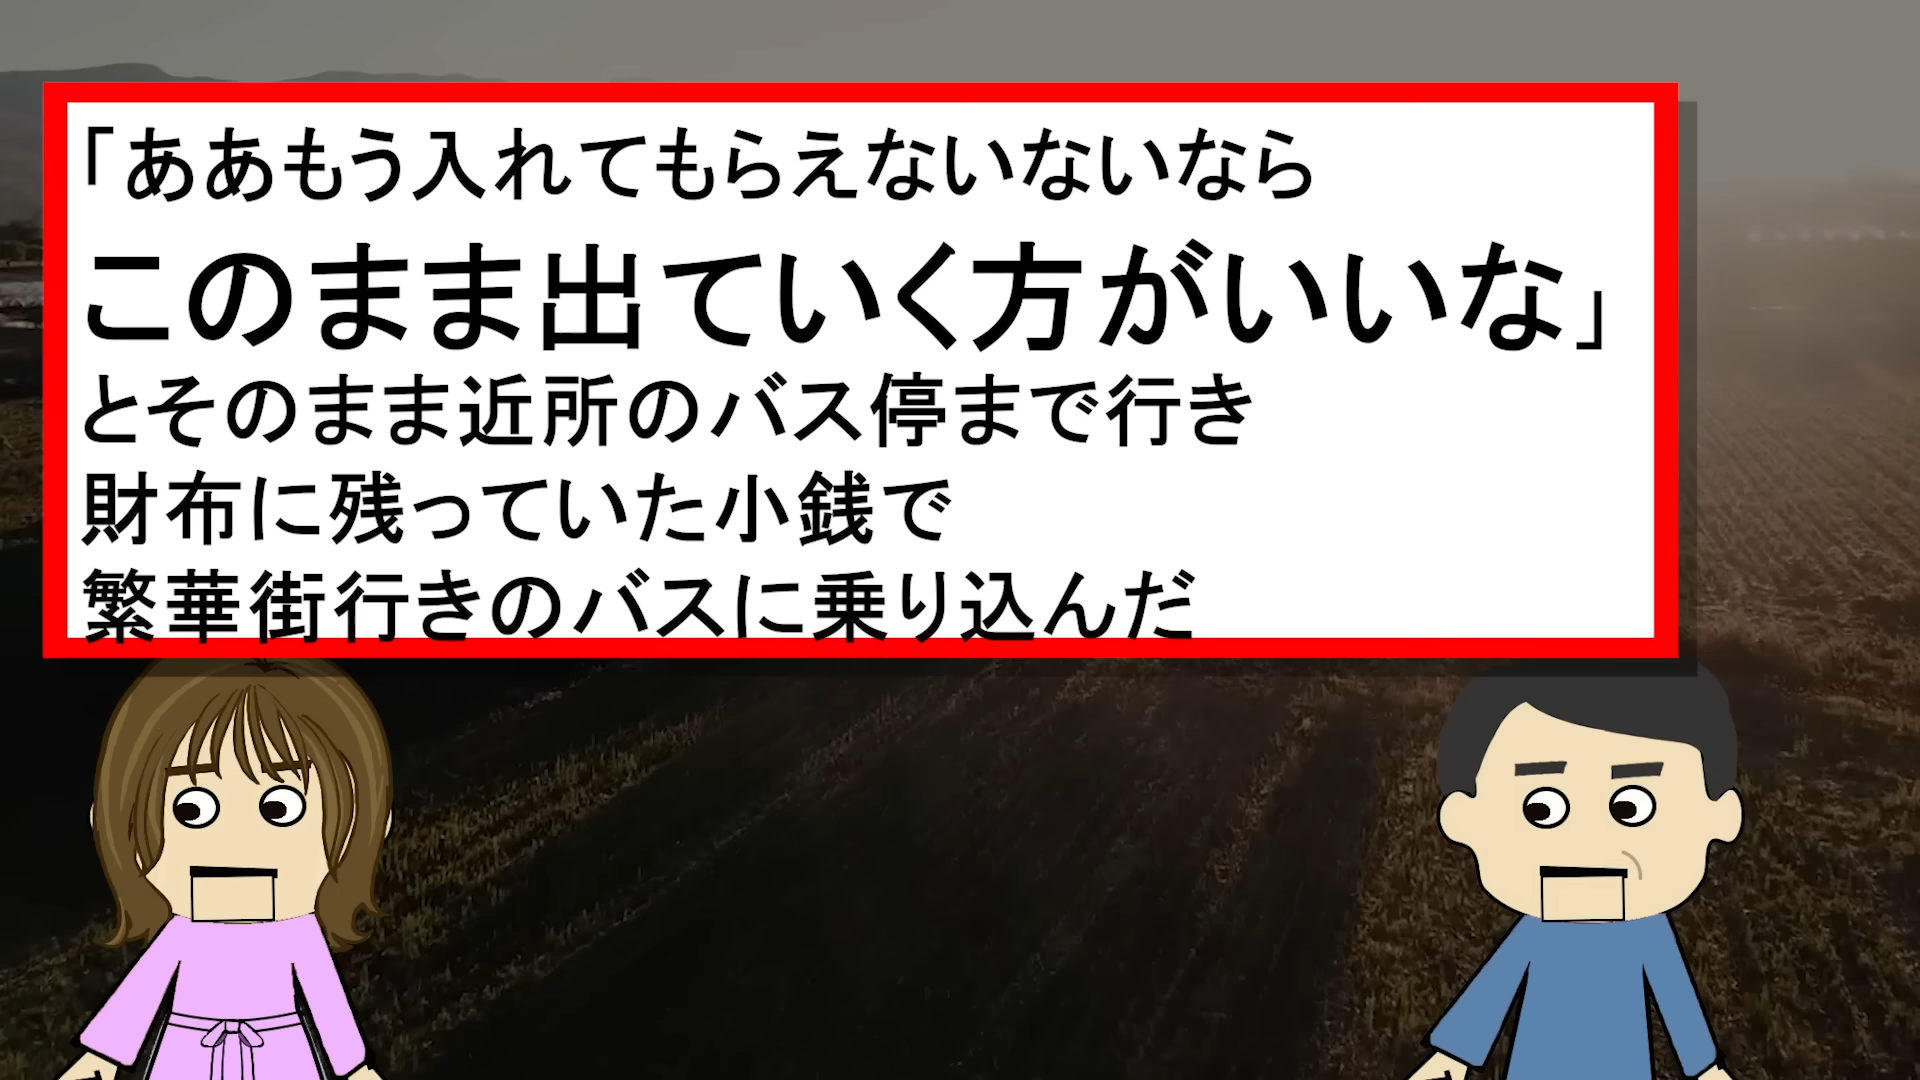 「ああもう入れてもらえないないなら
このまま出ていく方がいいな」
とそのまま近所のバス停まで行き
財布に残っていた小銭で
繁華街行きのバスに乗り込んだ